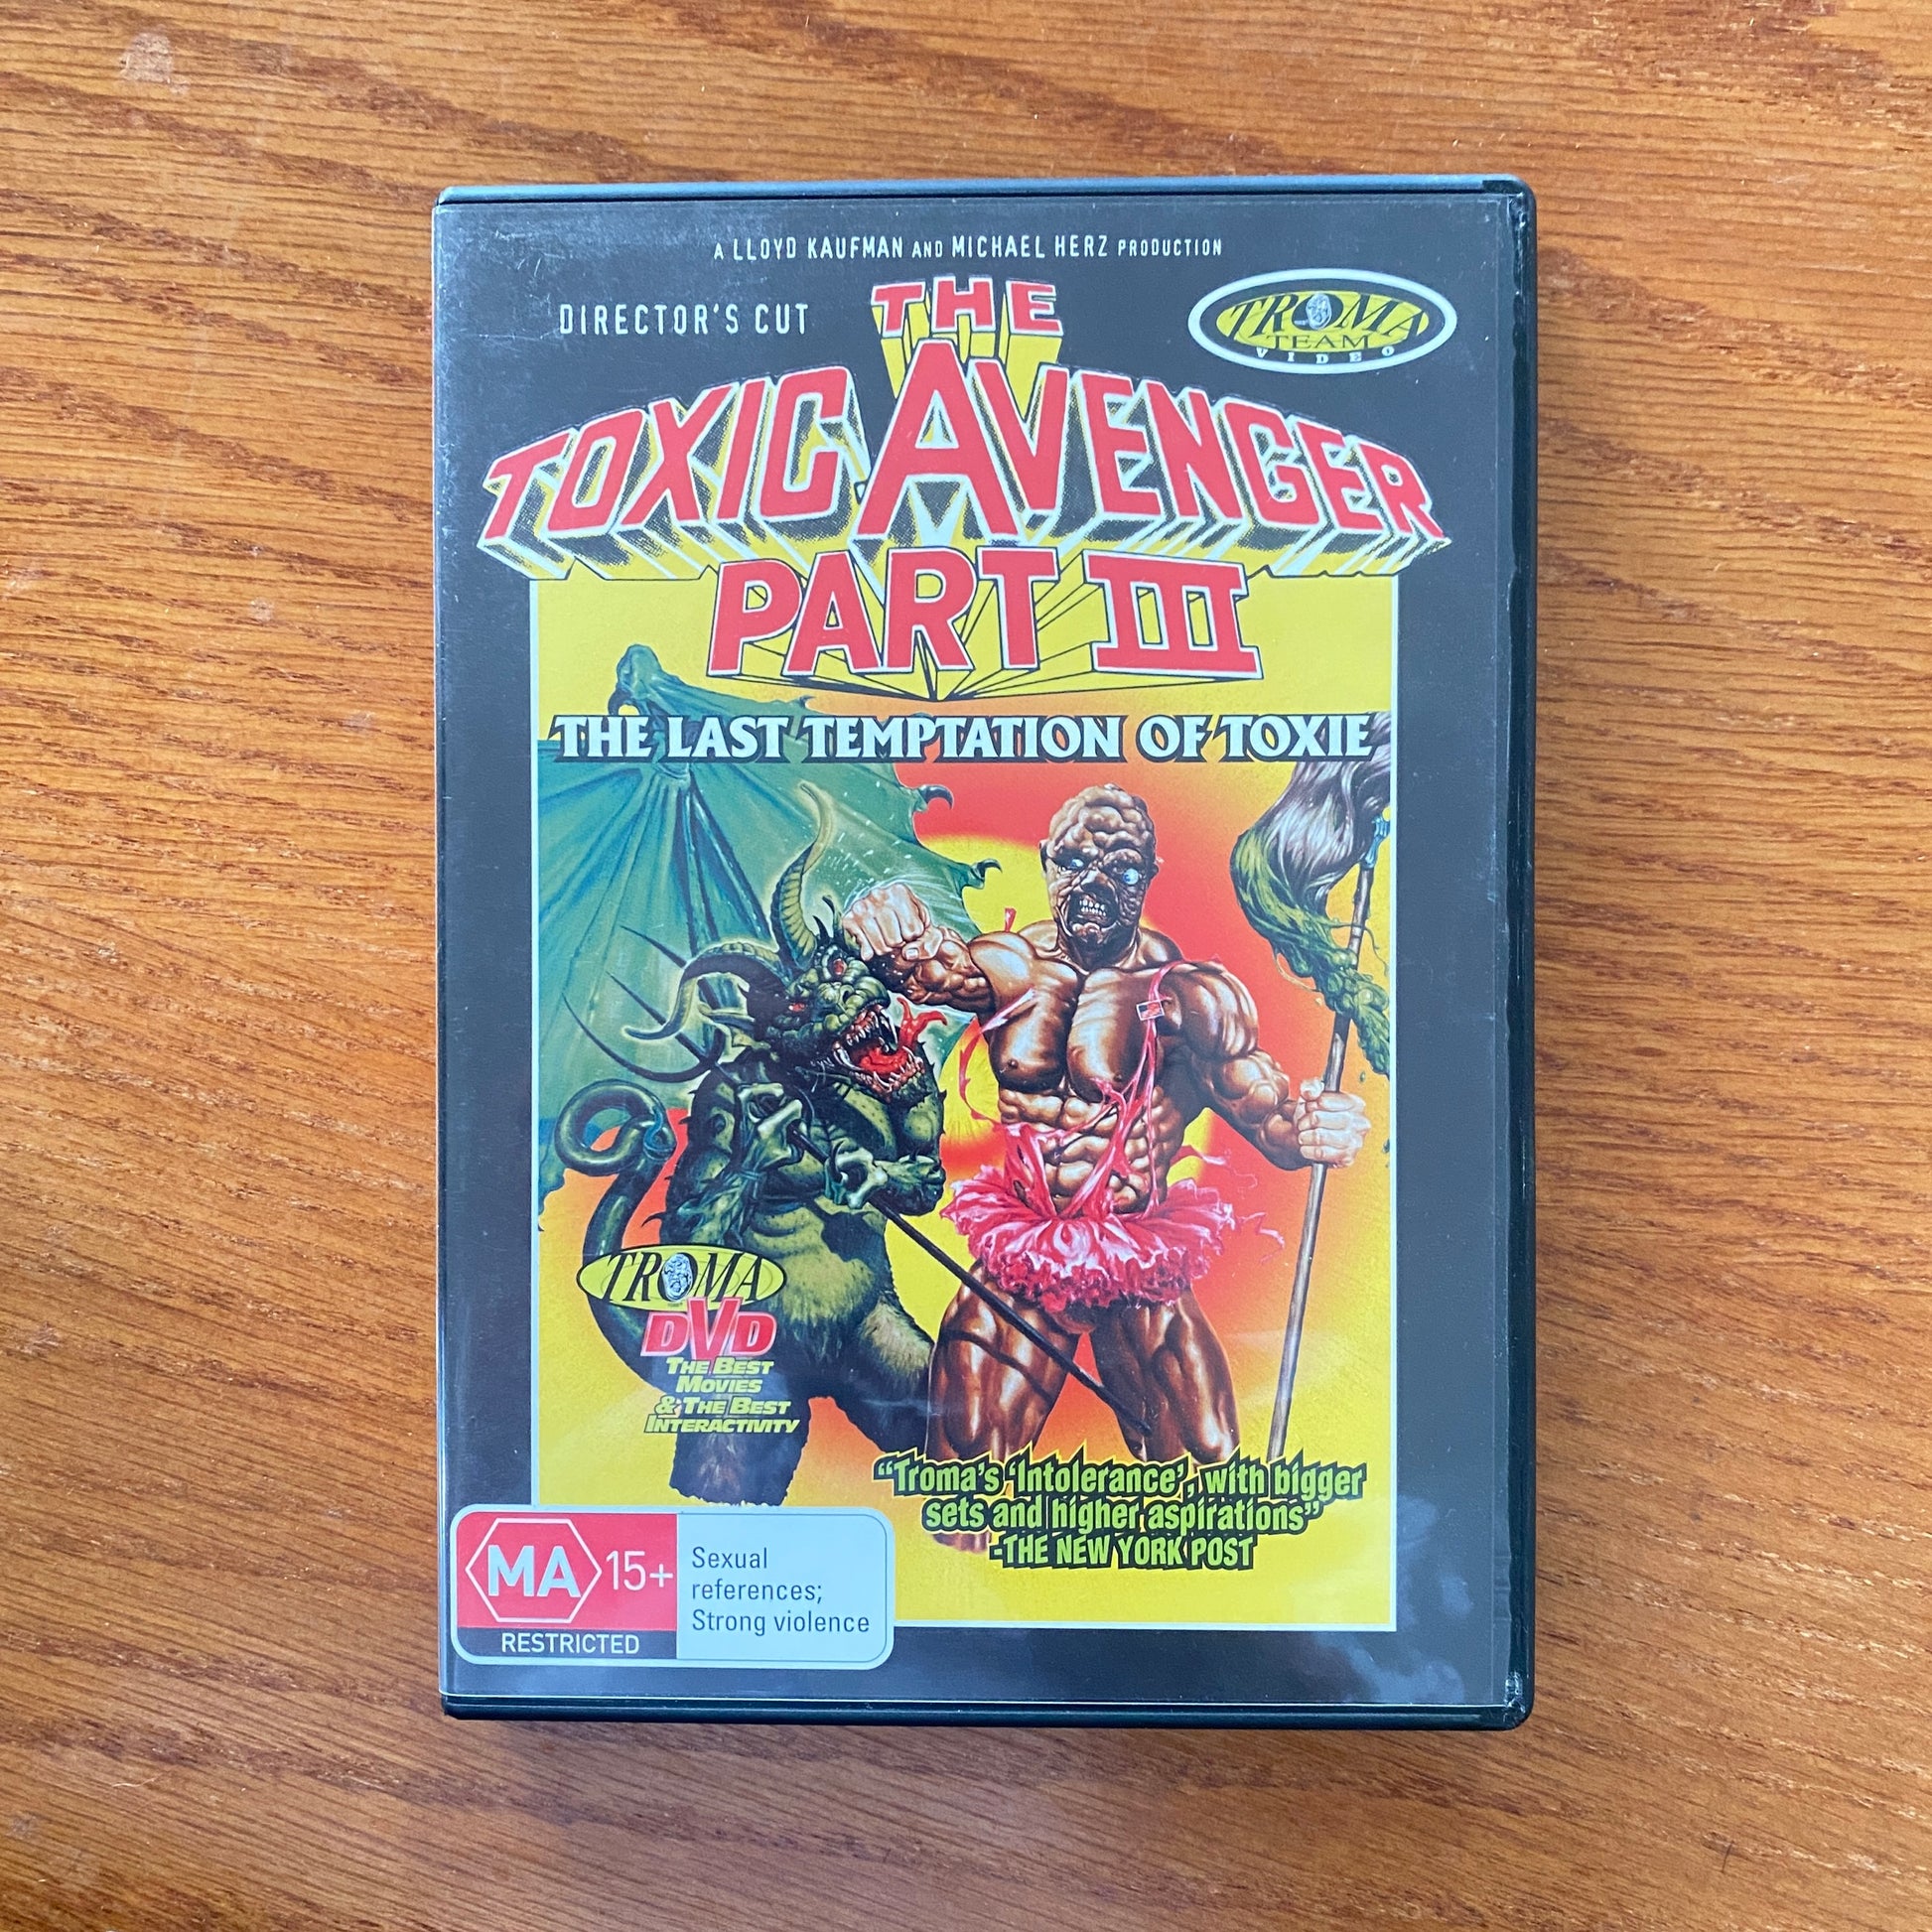 A LLOYD KAUFMAN AND MICHAEL HERZ PRODUCTION
DIRECTOR'S CUT
TROMA
TEAM
VIDEO
THE
TOXIC AVENGER
PART III
THE LAST TEMPTATION OF TOXIE
TROMA
DVD
THE BEST
MOVIES
& THE BEST
INTERACTIVITY
"Troma's 'Intolerance', with bigger
sets and higher aspirations"
-THE NEW YORK POST
MA 15+
RESTRICTED
Sexual
references;
Strong violence